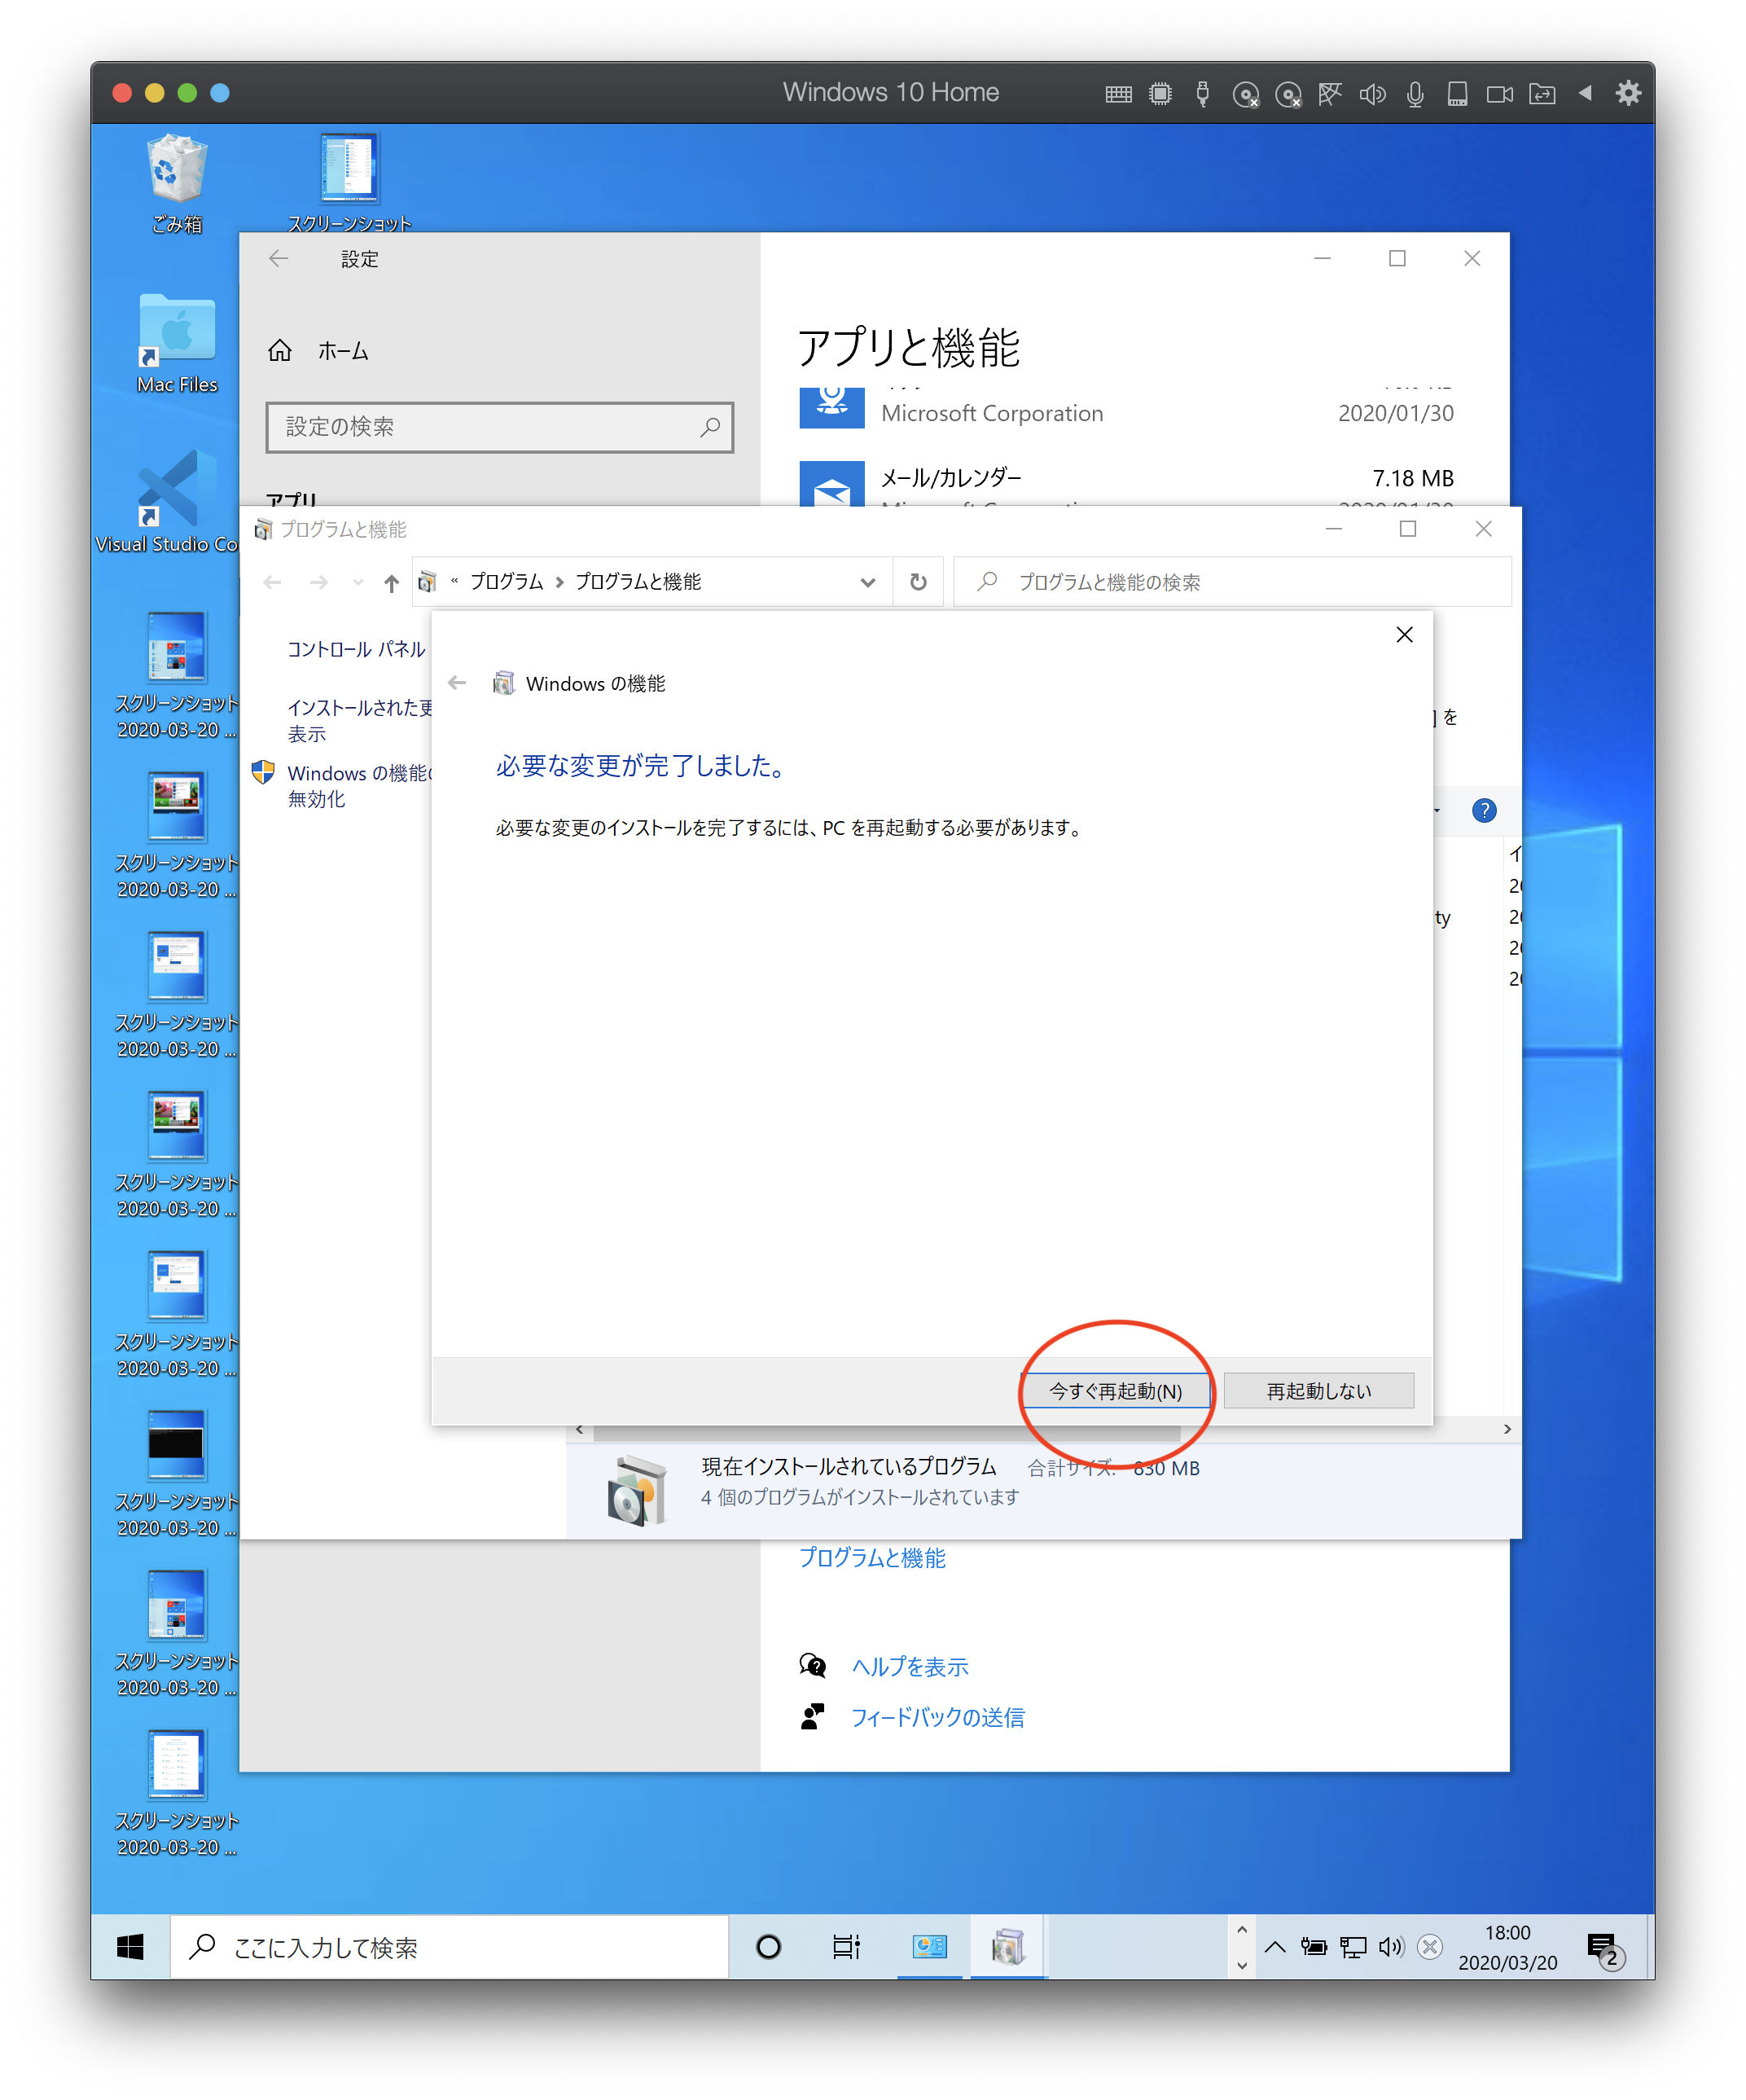 Windows 10 Home
ごみ箱
スクリーンショット
Mac Files
Visual Studio Co
スクリーンショット
2020-03-20 ...
スクリーンショット
2020-03-20 ...
スクリーンショット
2020-03-20 ...
スクリーンショット
2020-03-20 ...
スクリーンショット
2020-03-20 ...
スクリーンショット
2020-03-20 ...
スクリーンショット
2020-03-20 ...
スクリーンショット
2020-03-20 ...
設定
ホーム
設定の検索
アプリ
アプリと機能
Microsoft Corporation 2020/01/30
メール/カレンダー 7.18 MB
プログラムと機能
« プログラム > プログラムと機能
プログラムと機能の検索
コントロール パネル
インストールされた更
表示
Windows の機能の
無効化
] を
ty
Windows の機能
必要な変更が完了しました。
必要な変更のインストールを完了するには、PC を再起動する必要があります。
今すぐ再起動(N) 再起動しない
現在インストールされているプログラム 合計サイズ: 830 MB
4 個のプログラムがインストールされています
プログラムと機能
ヘルプを表示
フィードバックの送信
ここに入力して検索
18:00
2020/03/20
2